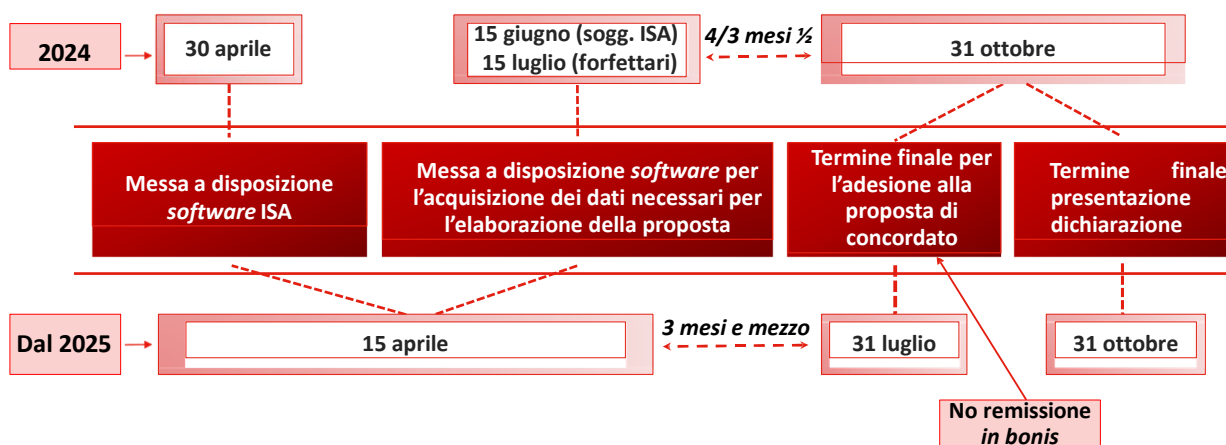 2024
30 aprile
15 giugno (sogg. ISA)
15 luglio (forfettari)
4/3 mesi ½
31 ottobre
Messa a disposizione
software ISA
Messa a disposizione software per
l’acquisizione dei dati necessari per
l’elaborazione della proposta
Termine finale per
l’adesione alla
proposta di
concordato
Termine finale
presentazione
dichiarazione
Dal 2025
15 aprile
3 mesi e mezzo
31 luglio
31 ottobre
No remissione
in bonis